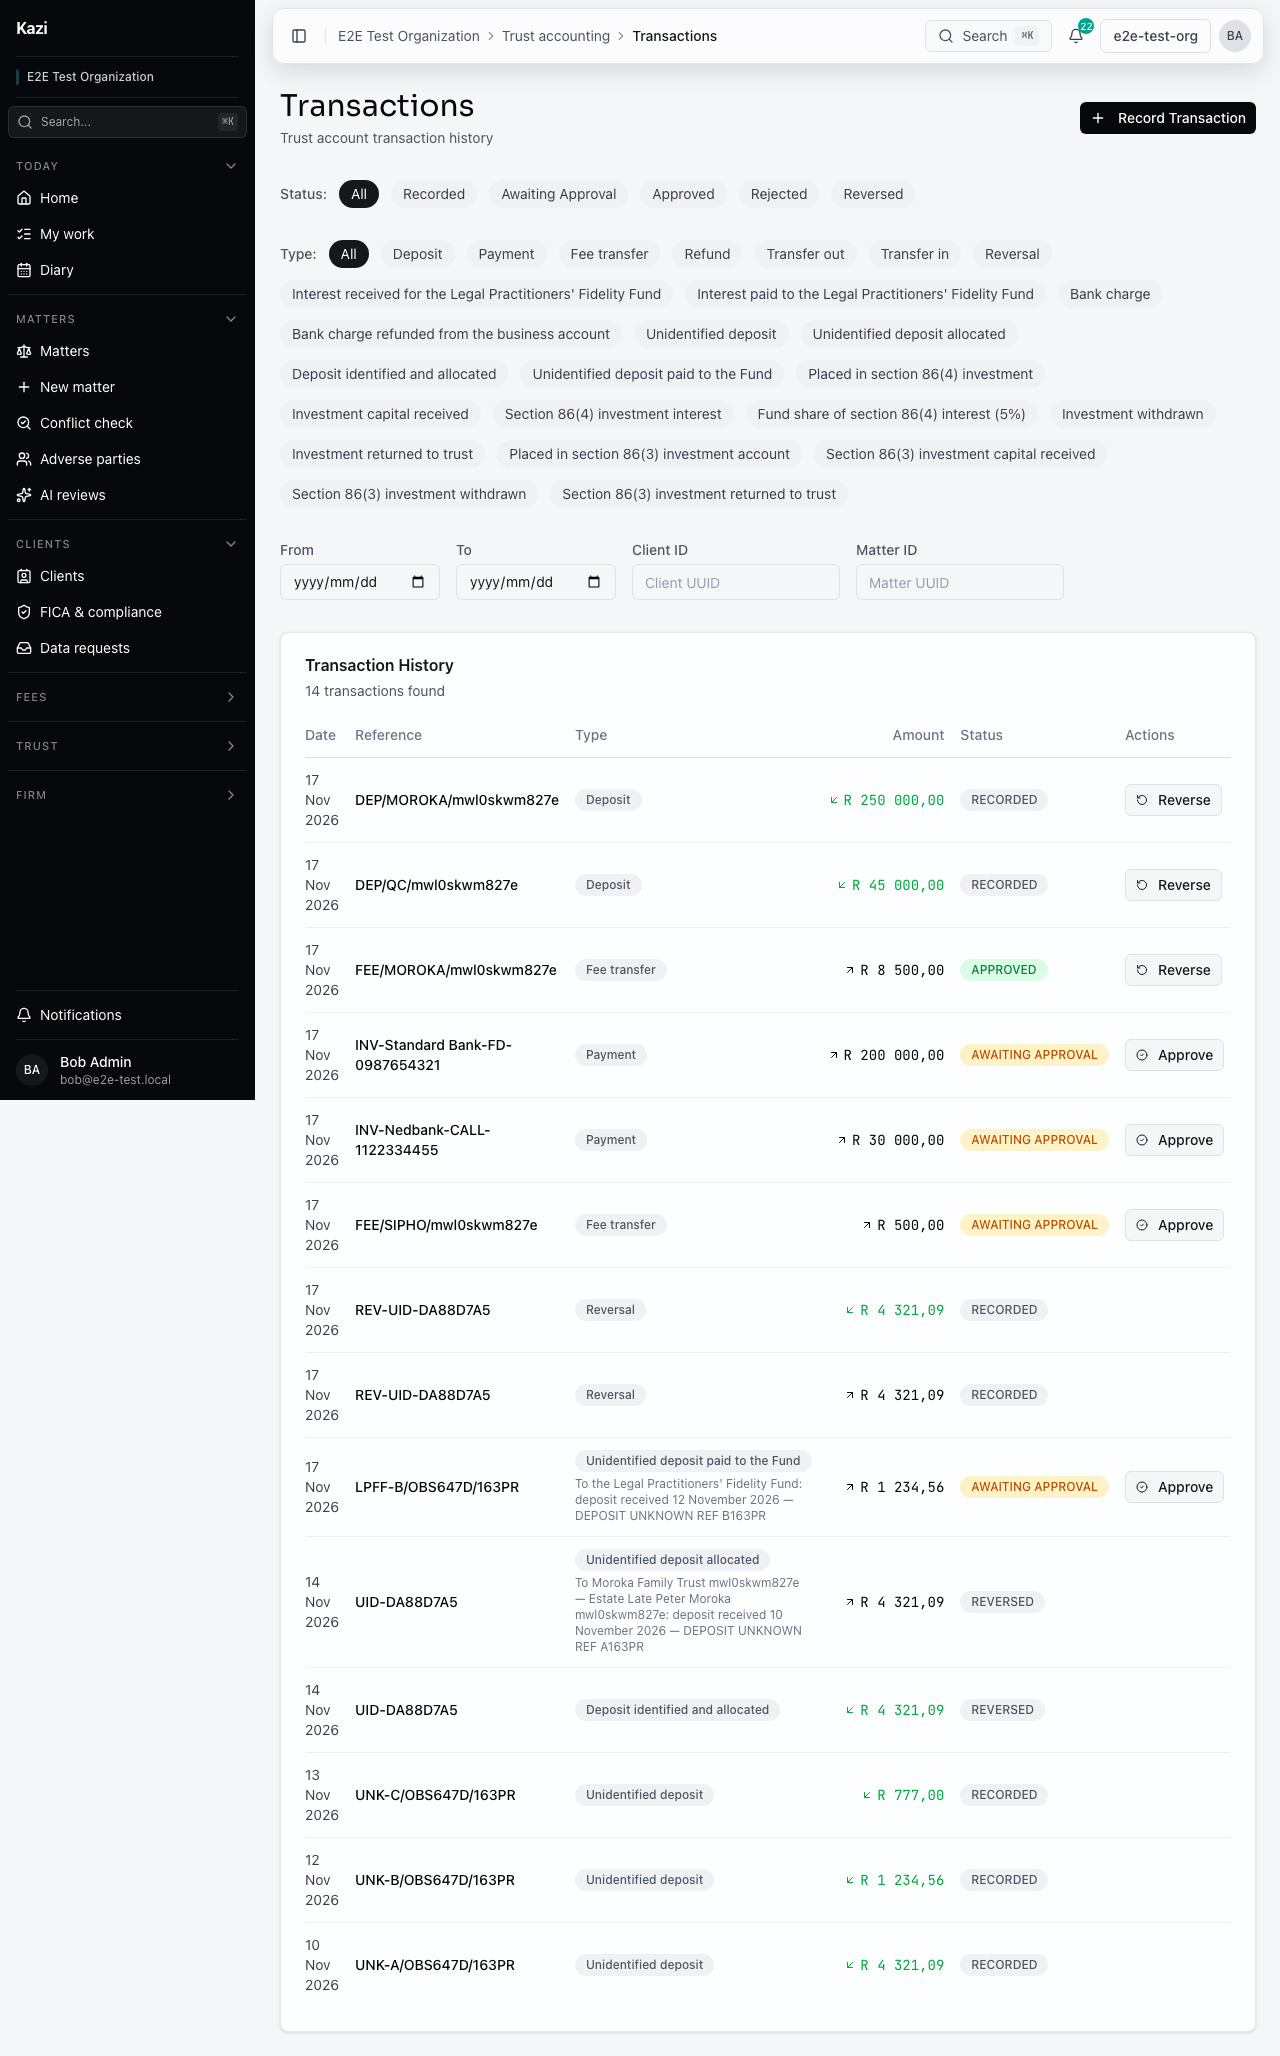 Kazi
E2E Test Organization
Search... ⌘K
TODAY
Home
My work
Diary
MATTERS
Matters
New matter
Conflict check
Adverse parties
AI reviews
CLIENTS
Clients
FICA & compliance
Data requests
FEES
TRUST
FIRM
Notifications
BA
Bob Admin
bob@e2e-test.local
E2E Test Organization > Trust accounting > Transactions
Search ⌘K
22
e2e-test-org
BA
Transactions
Trust account transaction history
Record Transaction
Status: All Recorded Awaiting Approval Approved Rejected Reversed
Type: All Deposit Payment Fee transfer Refund Transfer out Transfer in Reversal
Interest received for the Legal Practitioners' Fidelity Fund Interest paid to the Legal Practitioners' Fidelity Fund Bank charge
Bank charge refunded from the business account Unidentified deposit Unidentified deposit allocated
Deposit identified and allocated Unidentified deposit paid to the Fund Placed in section 86(4) investment
Investment capital received Section 86(4) investment interest Fund share of section 86(4) interest (5%) Investment withdrawn
Investment returned to trust Placed in section 86(3) investment account Section 86(3) investment capital received
Section 86(3) investment withdrawn Section 86(3) investment returned to trust
From To Client ID Matter ID
yyyy/mm/dd yyyy/mm/dd Client UUID Matter UUID
Transaction History
14 transactions found
Date Reference Type Amount Status Actions
17
Nov
2026
DEP/MOROKA/mwl0skwm827e Deposit R 250 000,00 RECORDED Reverse
17
Nov
2026
DEP/QC/mwl0skwm827e Deposit R 45 000,00 RECORDED Reverse
17
Nov
2026
FEE/MOROKA/mwl0skwm827e Fee transfer R 8 500,00 APPROVED Reverse
17
Nov
2026
INV-Standard Bank-FD-
0987654321
Payment R 200 000,00 AWAITING APPROVAL Approve
17
Nov
2026
INV-Nedbank-CALL-
1122334455
Payment R 30 000,00 AWAITING APPROVAL Approve
17
Nov
2026
FEE/SIPHO/mwl0skwm827e Fee transfer R 500,00 AWAITING APPROVAL Approve
17
Nov
2026
REV-UID-DA88D7A5 Reversal R 4 321,09 RECORDED
17
Nov
2026
REV-UID-DA88D7A5 Reversal R 4 321,09 RECORDED
17
Nov
2026
LPFF-B/OBS647D/163PR
Unidentified deposit paid to the Fund
To the Legal Practitioners' Fidelity Fund:
deposit received 12 November 2026 —
DEPOSIT UNKNOWN REF B163PR
R 1 234,56 AWAITING APPROVAL Approve
14
Nov
2026
UID-DA88D7A5
Unidentified deposit allocated
To Moroka Family Trust mwl0skwm827e
— Estate Late Peter Moroka
mwl0skwm827e: deposit received 10
November 2026 — DEPOSIT UNKNOWN
REF A163PR
R 4 321,09 REVERSED
14
Nov
2026
UID-DA88D7A5 Deposit identified and allocated R 4 321,09 REVERSED
13
Nov
2026
UNK-C/OBS647D/163PR Unidentified deposit R 777,00 RECORDED
12
Nov
2026
UNK-B/OBS647D/163PR Unidentified deposit R 1 234,56 RECORDED
10
Nov
2026
UNK-A/OBS647D/163PR Unidentified deposit R 4 321,09 RECORDED